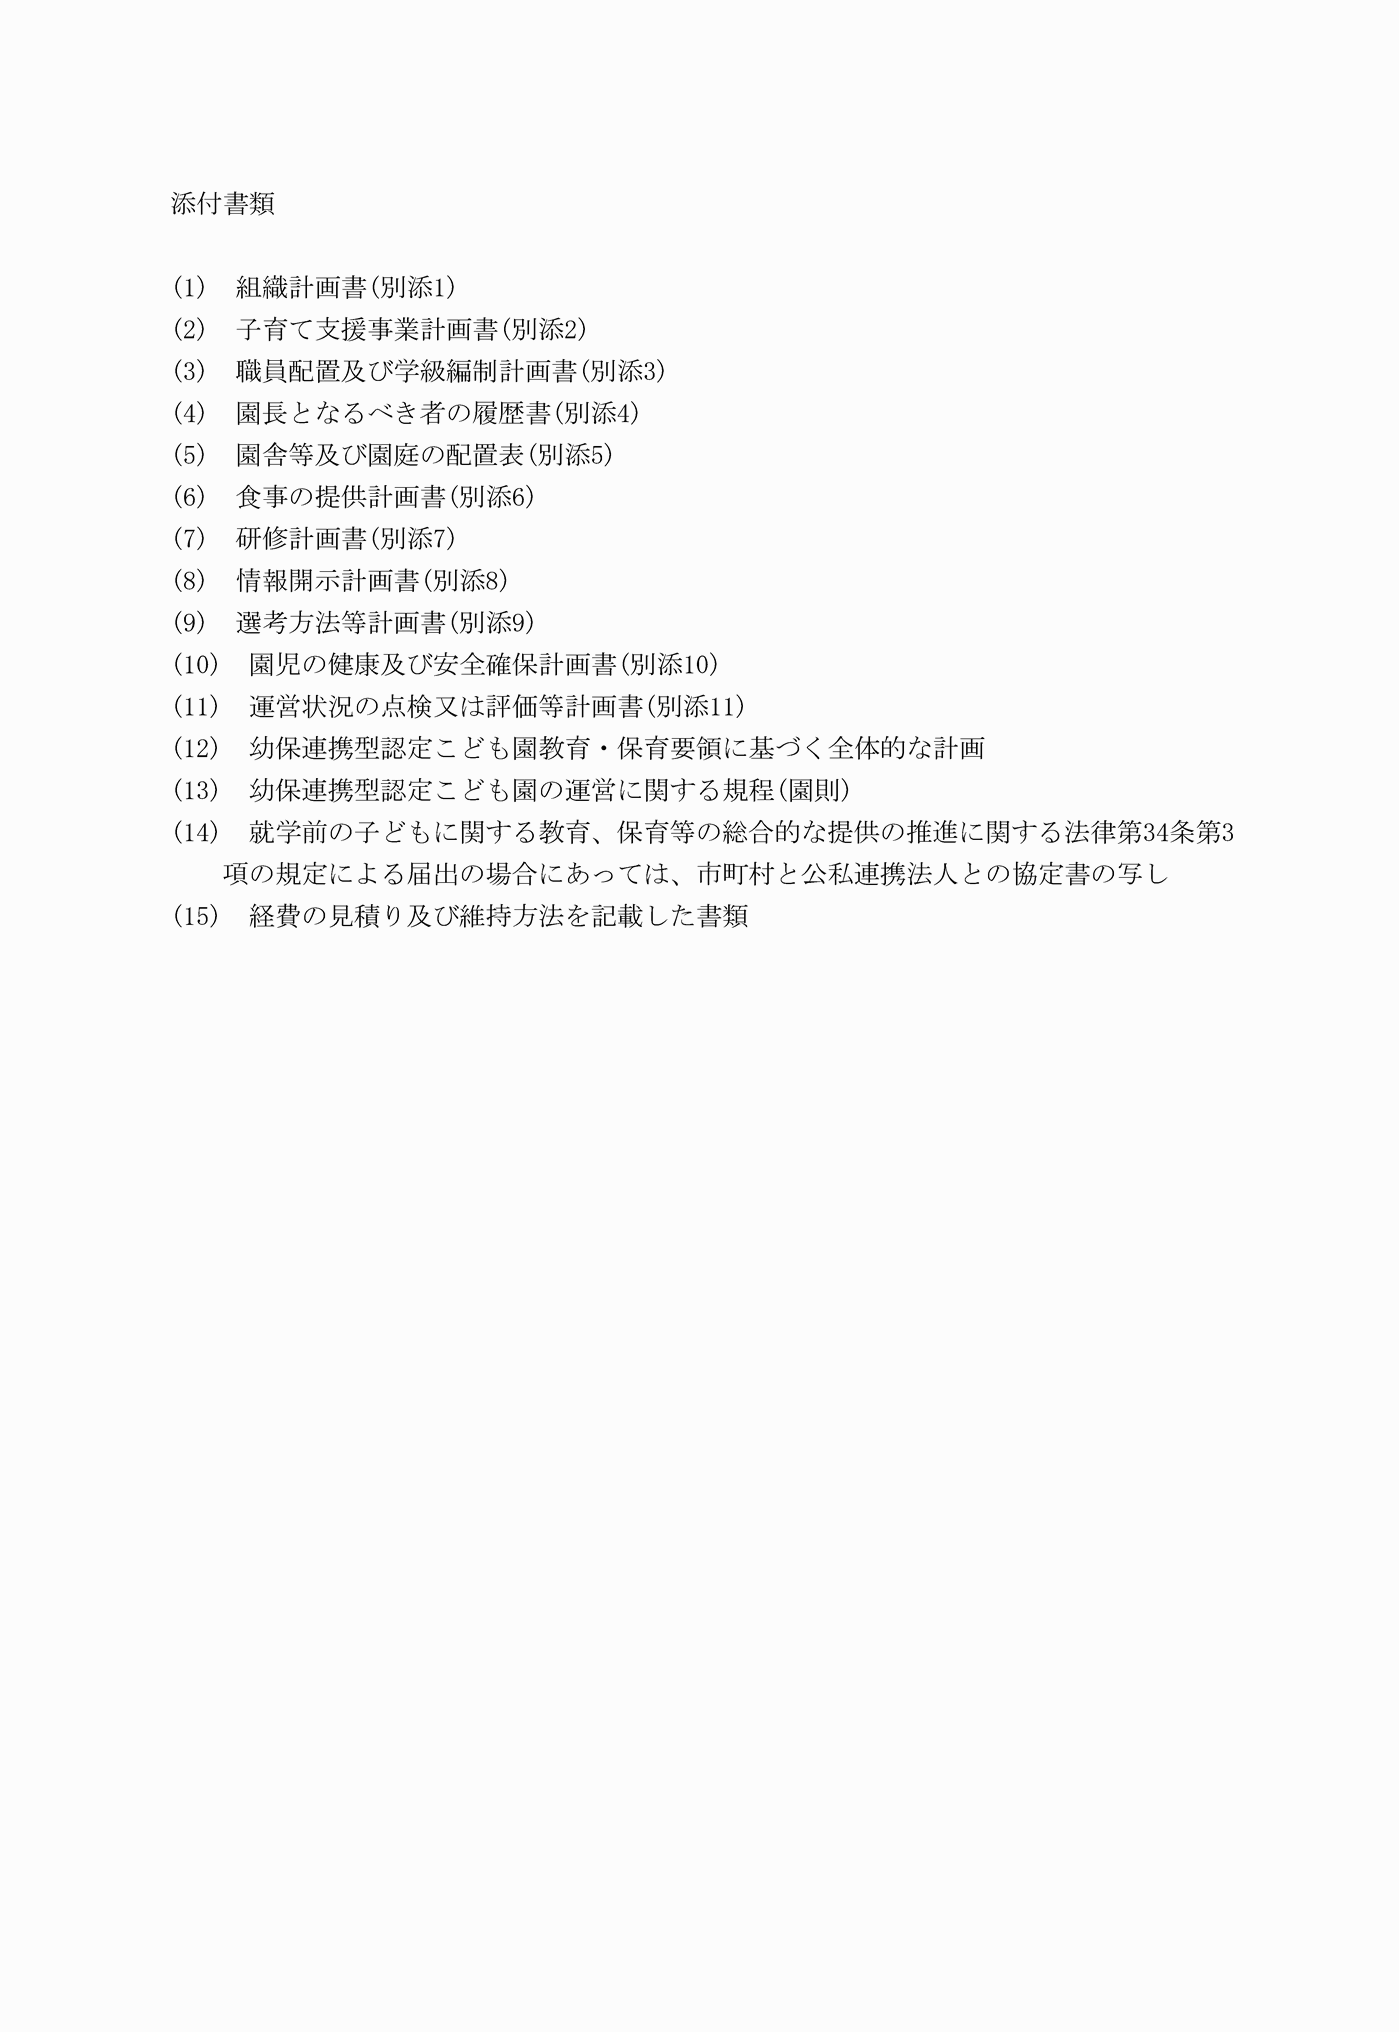 添付書類
(1)　組織計画書(別添1)
(2)　子育て支援事業計画書(別添2)
(3)　職員配置及び学級編制計画書(別添3)
(4)　園長となるべき者の履歴書(別添4)
(5)　園舎等及び園庭の配置表(別添5)
(6)　食事の提供計画書(別添6)
(7)　研修計画書(別添7)
(8)　情報開示計画書(別添8)
(9)　選考方法等計画書(別添9)
(10)　園児の健康及び安全確保計画書(別添10)
(11)　運営状況の点検又は評価等計画書(別添11)
(12)　幼保連携型認定こども園教育・保育要領に基づく全体的な計画
(13)　幼保連携型認定こども園の運営に関する規程(園則)
(14)　就学前の子どもに関する教育、保育等の総合的な提供の推進に関する法律第34条第3
項の規定による届出の場合にあっては、市町村と公私連携法人との協定書の写し
(15)　経費の見積り及び維持方法を記載した書類